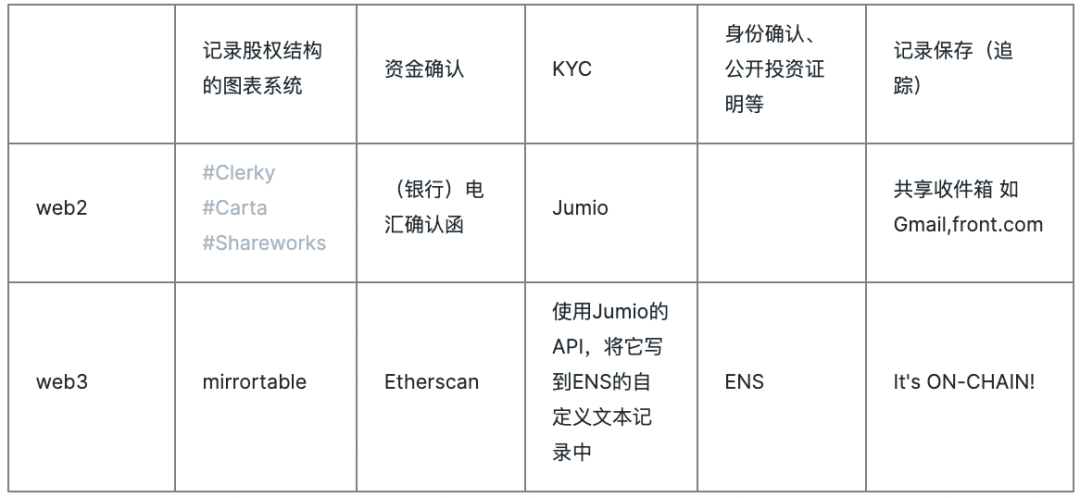 记录股权结构
的图表系统
资金确认
KYC
身份确认、
公开投资证
明等
记录保存（追
踪）
web2
#Clerky
#Carta
#Shareworks
（银行）电
汇确认函
Jumio
共享收件箱 如
Gmail,front.com
web3
mirrortable
Etherscan
使用Jumio的
API，将它写
到ENS的自
定义文本记
录中
ENS
It's ON-CHAIN!